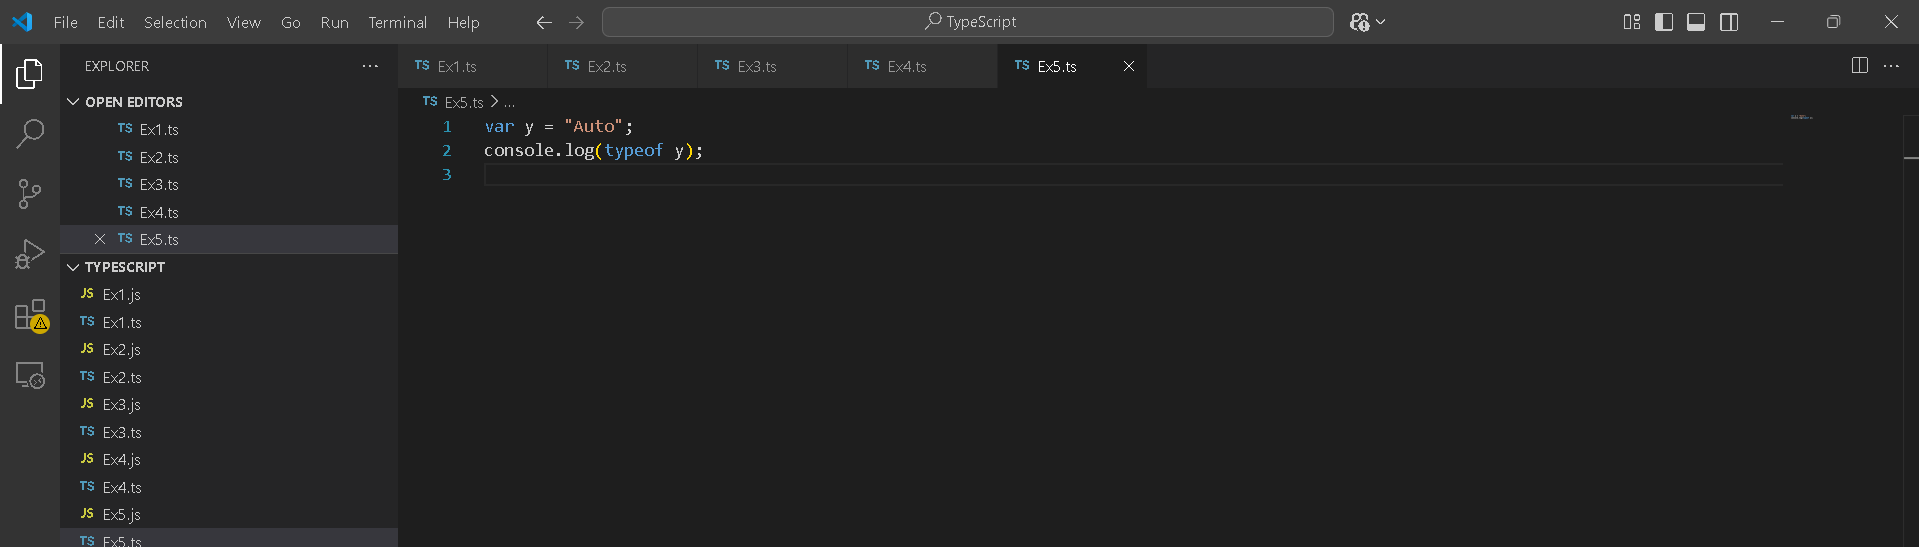 File Edit Selection View Go Run Terminal Help
TypeScript
EXPLORER
OPEN EDITORS
TS Ex1.ts
TS Ex2.ts
TS Ex3.ts
TS Ex4.ts
TS Ex5.ts
TYPESCRIPT
JS Ex1.js
TS Ex1.ts
JS Ex2.js
TS Ex2.ts
JS Ex3.js
TS Ex3.ts
JS Ex4.js
TS Ex4.ts
JS Ex5.js
TS Ex5.ts
TS Ex1.ts TS Ex2.ts TS Ex3.ts TS Ex4.ts TS Ex5.ts
TS Ex5.ts > ...
1 var y = "Auto";
2 console.log(typeof y);
3